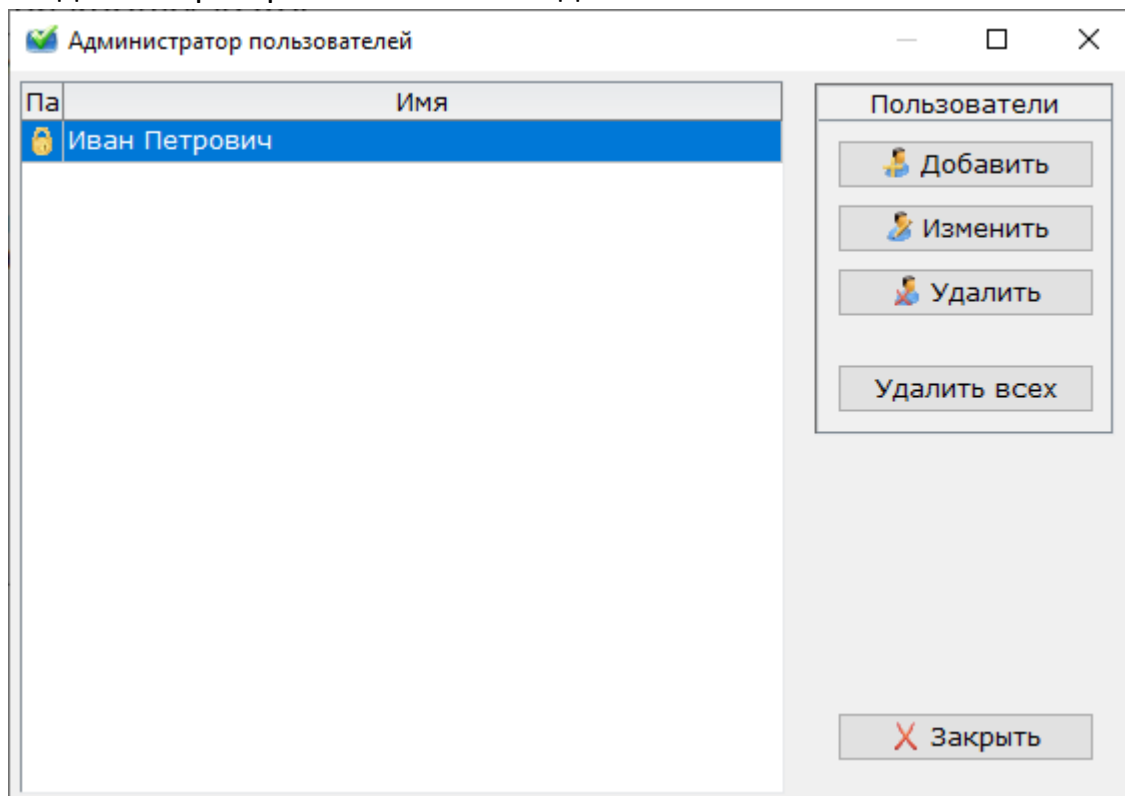 Администратор пользователей
Па Имя
Иван Петрович
Пользователи
Добавить
Изменить
Удалить
Удалить всех
Закрыть